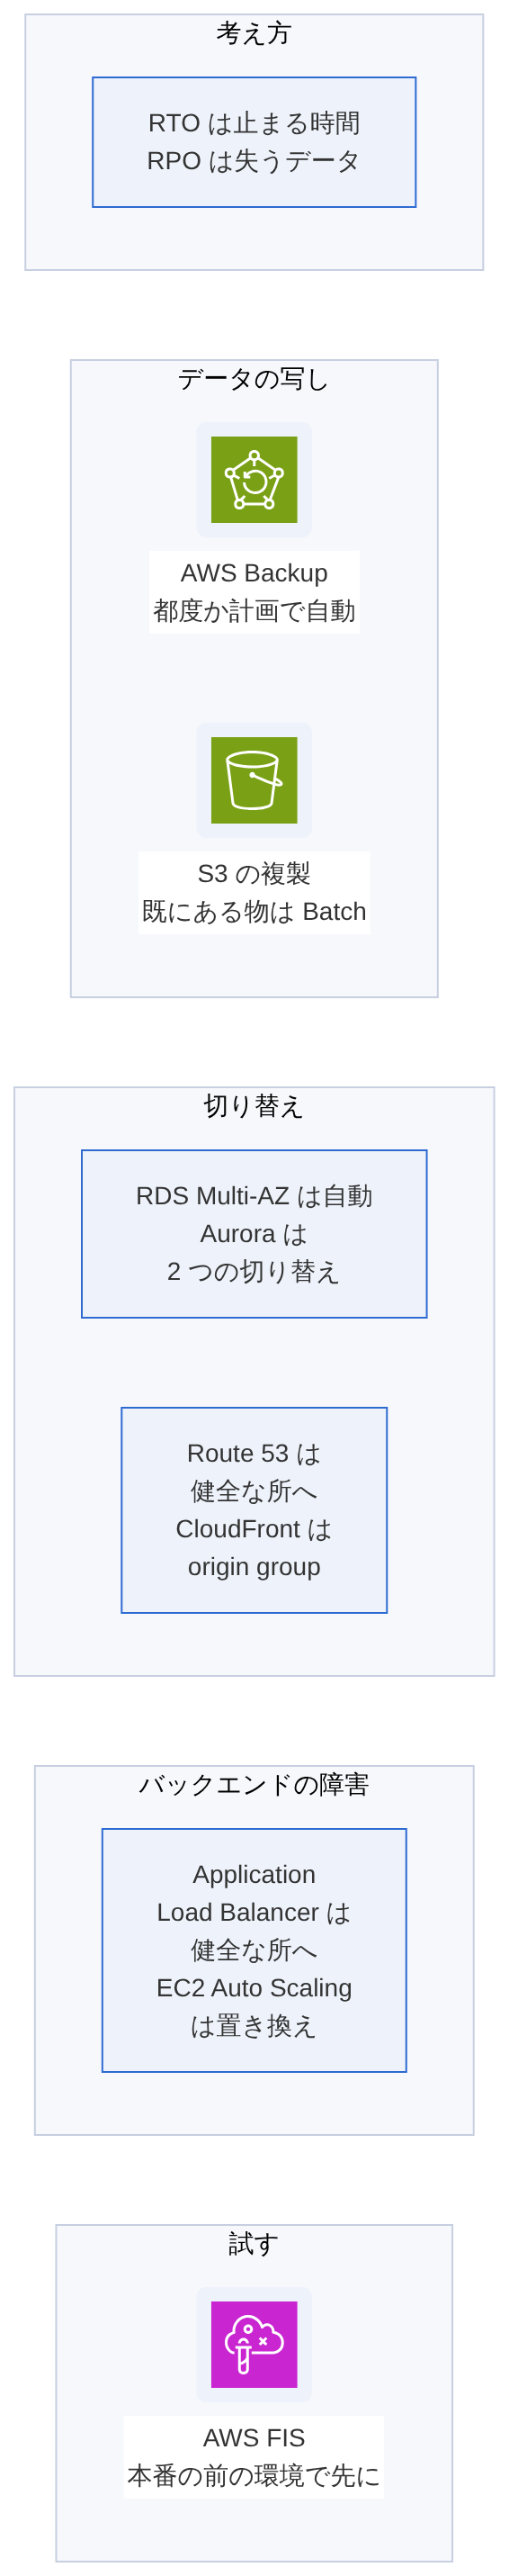 考え方
RTO は止まる時間
RPO は失うデータ
データの写し
AWS Backup
都度か計画で自動
S3 の複製
既にある物は Batch
切り替え
RDS Multi-AZ は自動
Aurora は
2 つの切り替え
Route 53 は
健全な所へ
CloudFront は
origin group
バックエンドの障害
Application
Load Balancer は
健全な所へ
EC2 Auto Scaling
は置き換え
試す
AWS FIS
本番の前の環境で先に